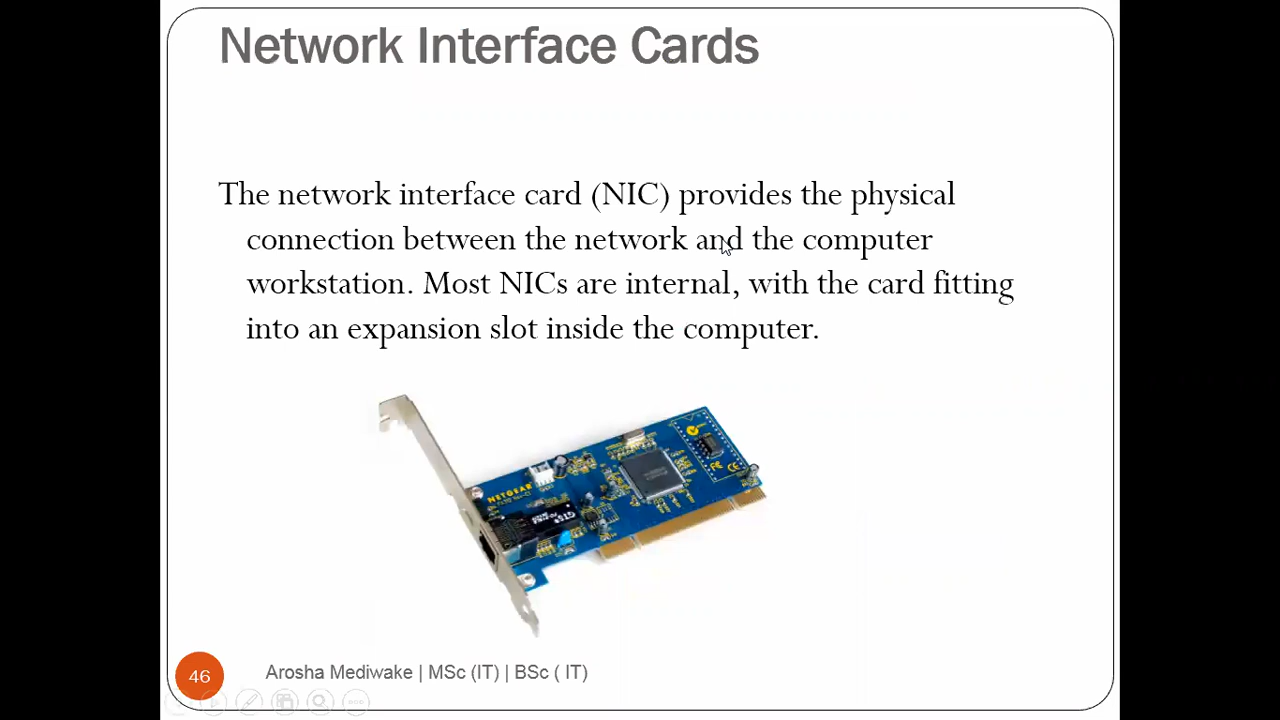 Network Interface Cards
The network interface card (NIC) provides the physical
connection between the network and the computer
workstation. Most NICs are internal, with the card fitting
into an expansion slot inside the computer.
NETGEAR
46
Arosha Mediwake | MSc (IT) | BSc ( IT)